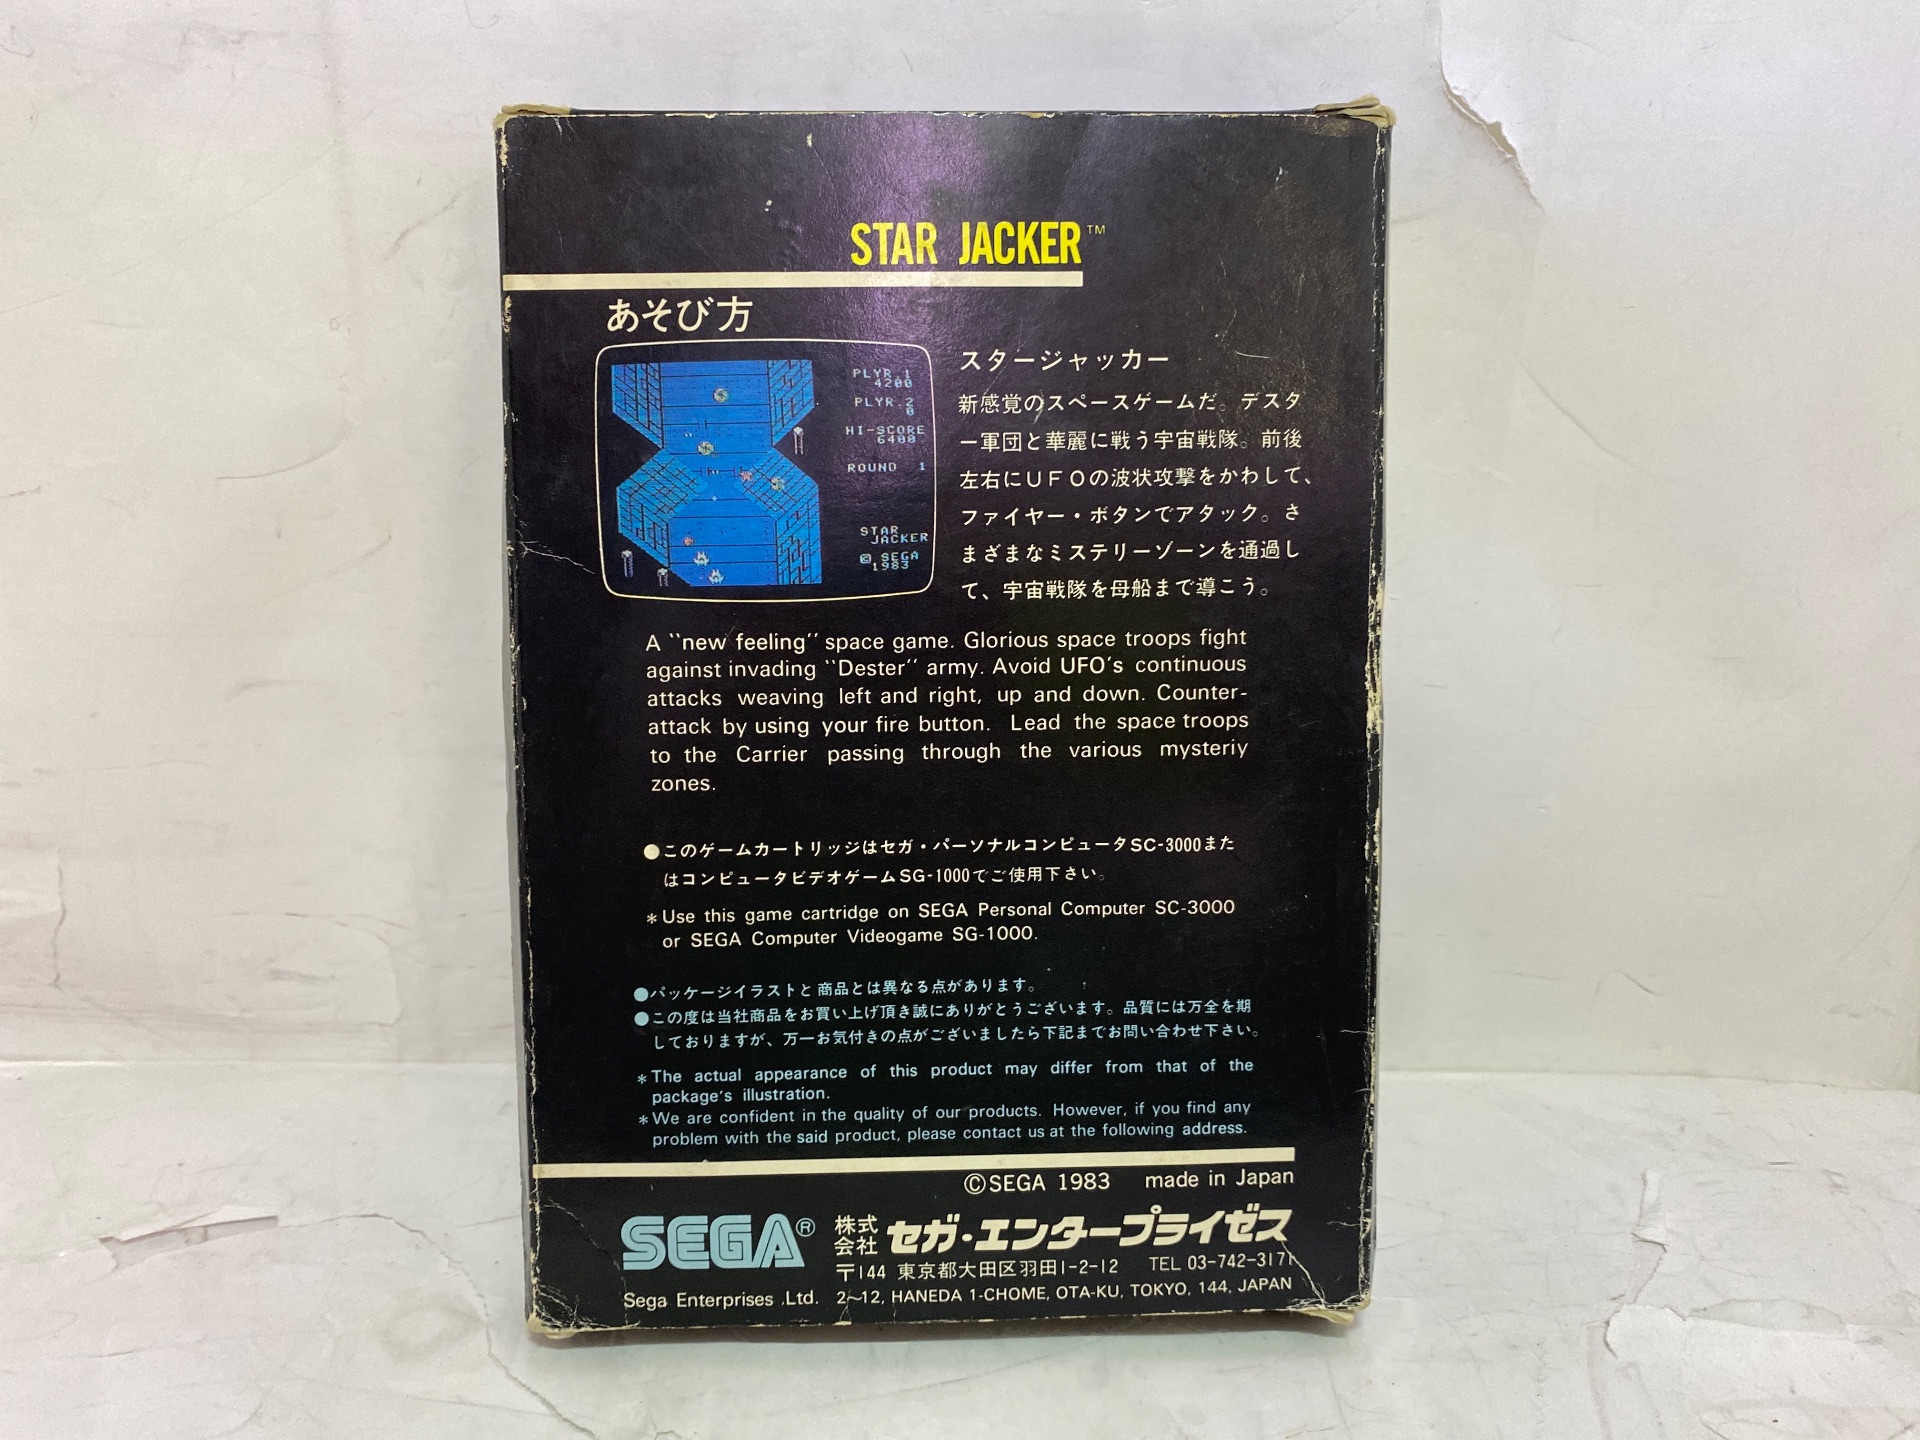 STAR JACKER™
あそび方
PLYR.1
4200
PLYR.2
0
HI-SCORE
6400
ROUND 1
STAR
JACKER
© SEGA
1983
スタージャッカー
新感覚のスペースゲームだ。デスタ
ー軍団と華麗に戦う宇宙戦隊。前後
左右にUFOの波状攻撃をかわして、
ファイヤー・ボタンでアタック。さ
まざまなミステリーゾーンを通過し
て、宇宙戦隊を母船まで導こう。
A "new feeling" space game. Glorious space troops fight
against invading "Dester" army. Avoid UFO's continuous
attacks weaving left and right, up and down. Counter-
attack by using your fire button. Lead the space troops
to the Carrier passing through the various mysteriy
zones.
●このゲームカートリッジはセガ・パーソナルコンピュータSC-3000また
はコンピュータビデオゲームSG-1000でご使用下さい。
*Use this game cartridge on SEGA Personal Computer SC-3000
or SEGA Computer Videogame SG-1000.
●パッケージイラストと商品とは異なる点があります。
●この度は当社商品をお買い上げ頂き誠にありがとうございます。品質には万全を期
しておりますが、万一お気付きの点がございましたら下記までお問い合わせ下さい。
*The actual appearance of this product may differ from that of the
package's illustration.
*We are confident in the quality of our products. However, if you find any
problem with the said product, please contact us at the following address.
©SEGA 1983 made in Japan
SEGA® 株式会社 セガ・エンタープライゼス
〒144 東京都大田区羽田1-2-12 TEL 03-742-3171
Sega Enterprises ,Ltd. 2~12, HANEDA 1-CHOME, OTA-KU, TOKYO, 144, JAPAN